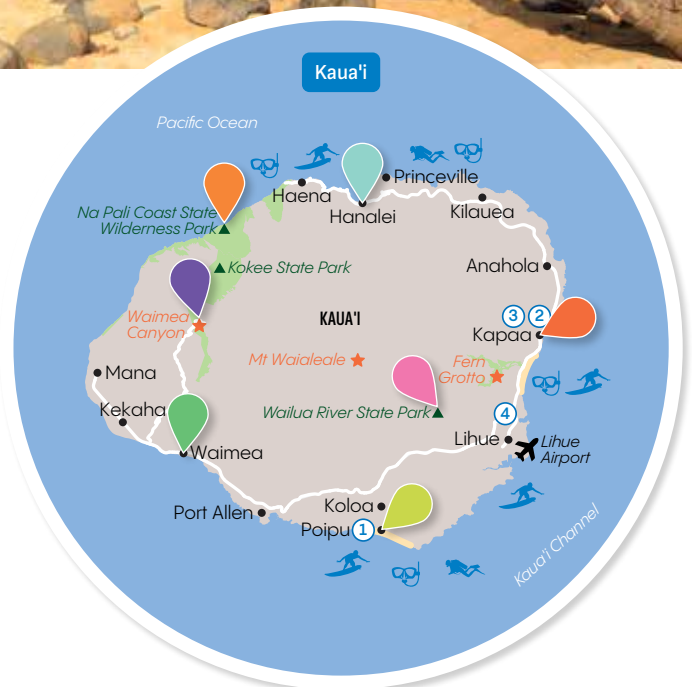 Kaua'i
Pacific Ocean
Princeville
Haena
Hanalei
Kilauea
Na Pali Coast State
Wilderness Park
Kokee State Park
Anahola
Waimea
Canyon
KAUA'I
3 2
Kapaa
Mt Waialeale
Fern
Grotto
Mana
Kekaha
Wailua River State Park
4
Lihue
Lihue
Airport
Waimea
Port Allen
Koloa
Poipu 1
Kaua'i Channel